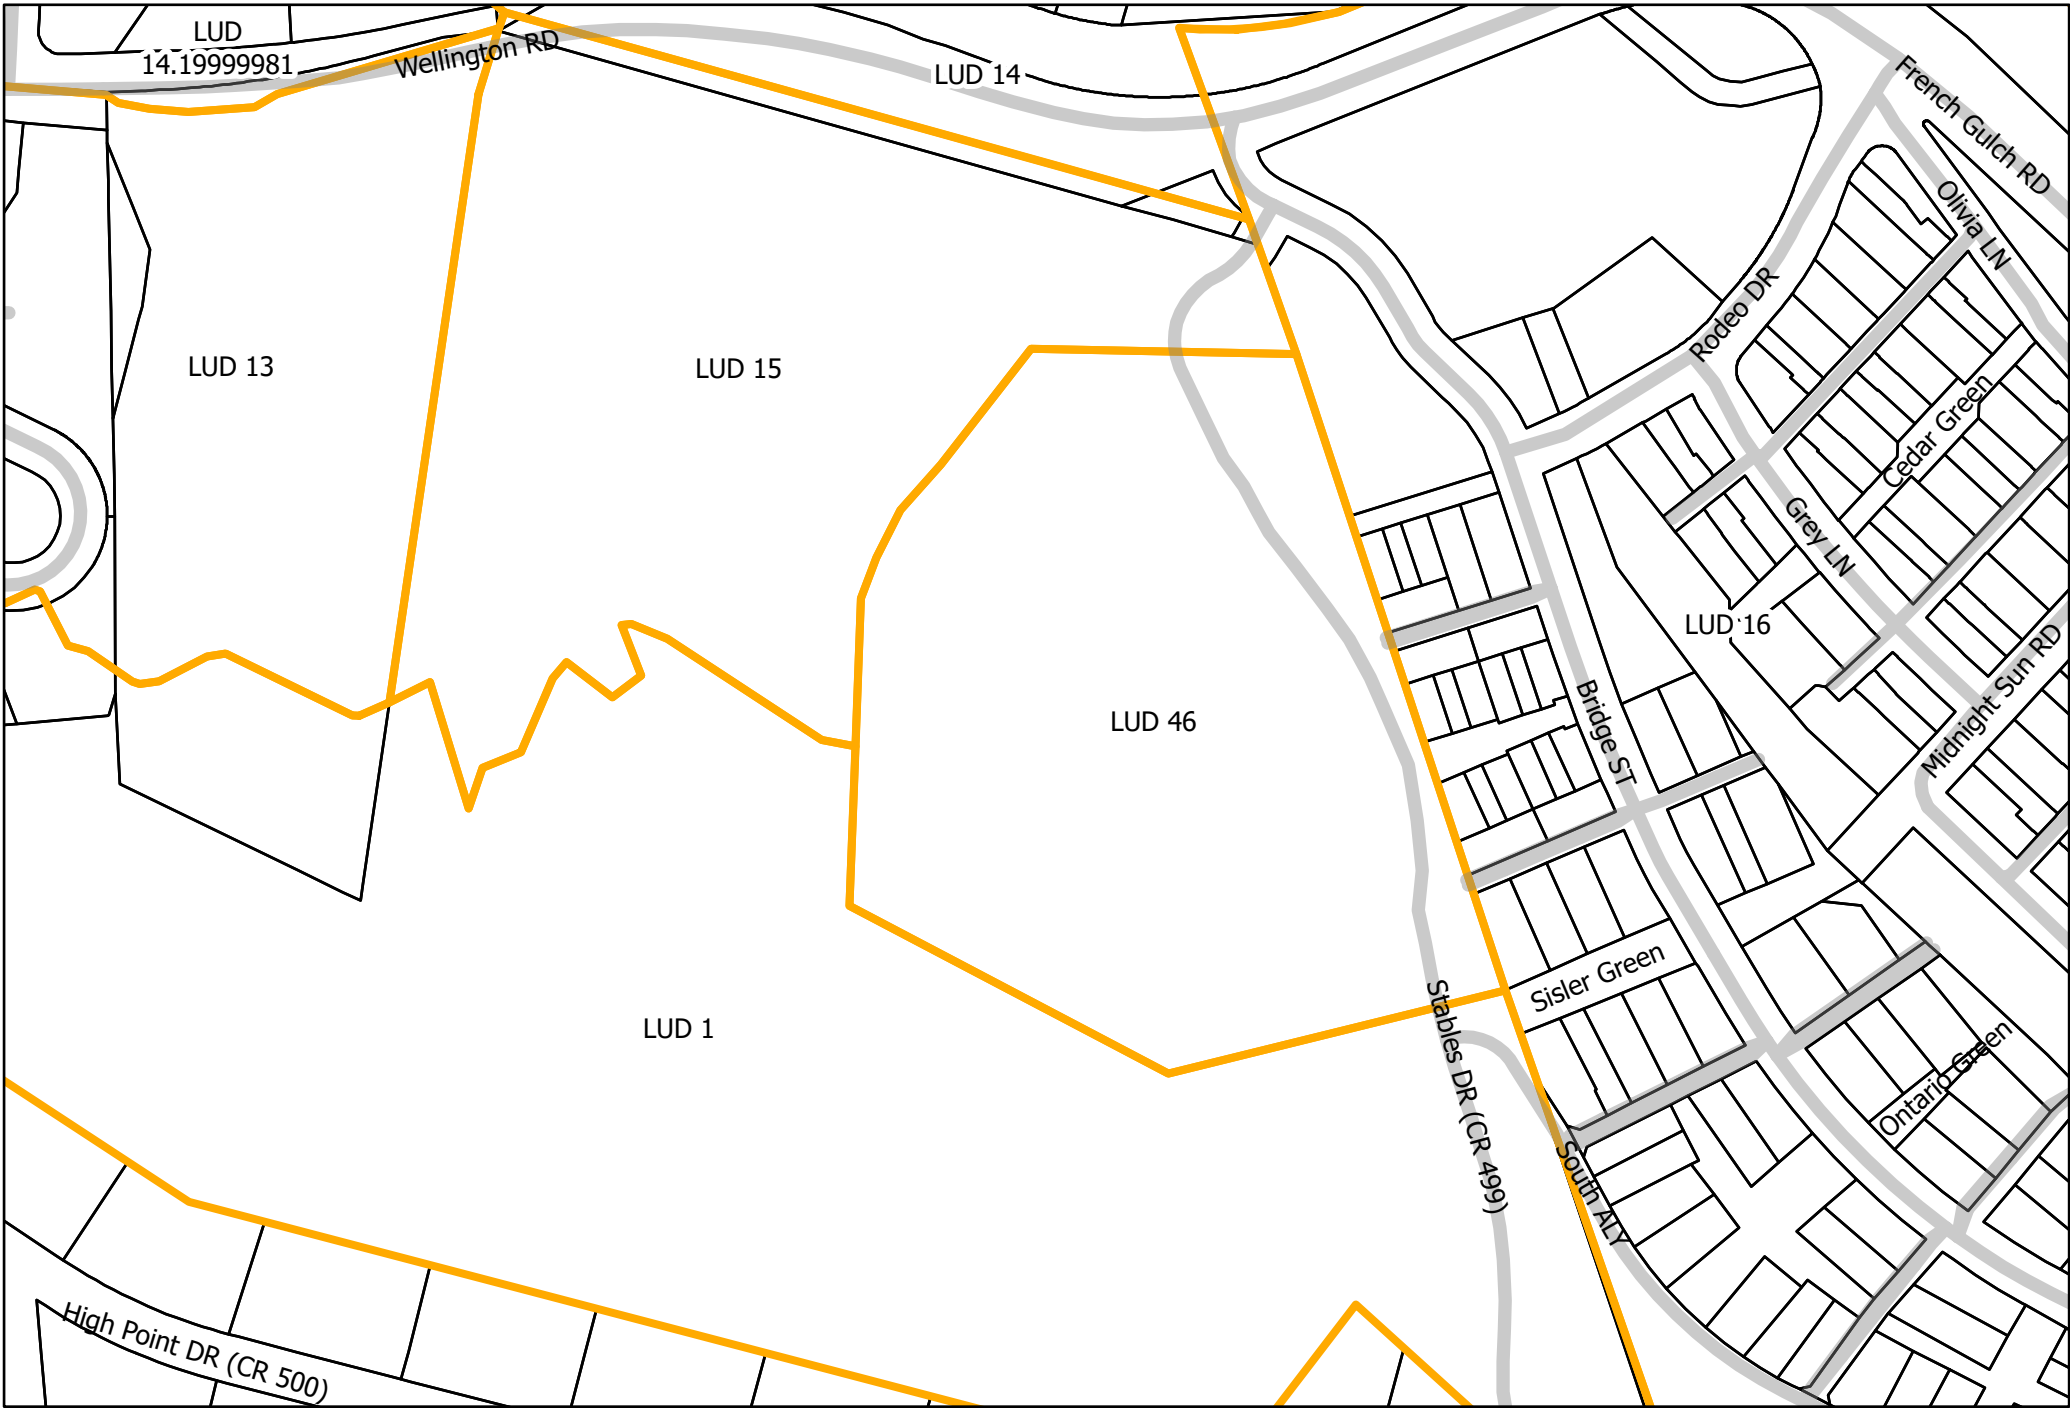 LUD
14.19999981
Wellington RD
LUD 14
French Gulch RD
Olivia LN
LUD 13
LUD 15
Rodeo DR
Cedar Green
Grey LN
LUD 16
Midnight Sun RD
LUD 46
Bridge ST
Sisler Green
LUD 1
Stables DR (CR 499)
Ontario Green
South ALY
High Point DR (CR 500)